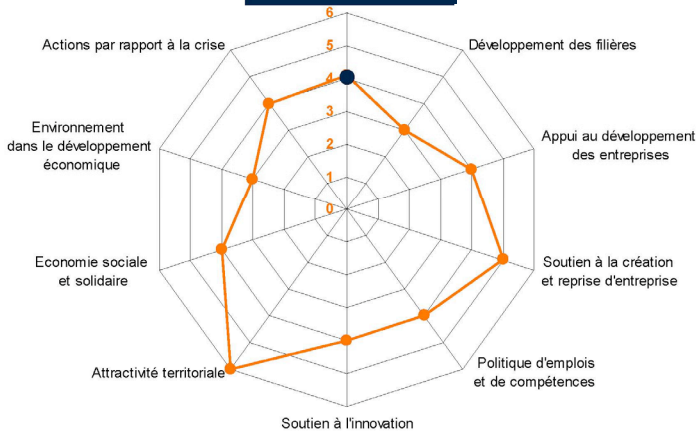 6
5
4
3
2
1
0
Développement des filières
Appui au développement
des entreprises
Soutien à la création
et reprise d'entreprise
Politique d'emplois
et de compétences
Soutien à l'innovation
Attractivité territoriale
Economie sociale
et solidaire
Environnement
dans le développement
économique
Actions par rapport à la crise